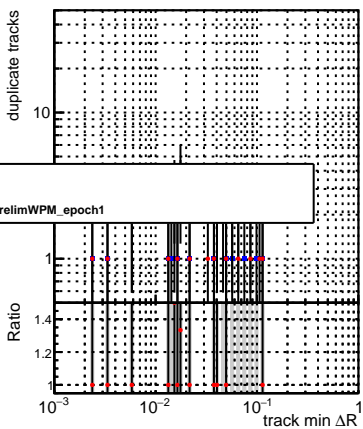 duplicate tracks
10
relimWPM_epoch1
1
Ratio
1.4
1.2
1
10⁻³ 10⁻² 10⁻¹ 1
track min ΔR